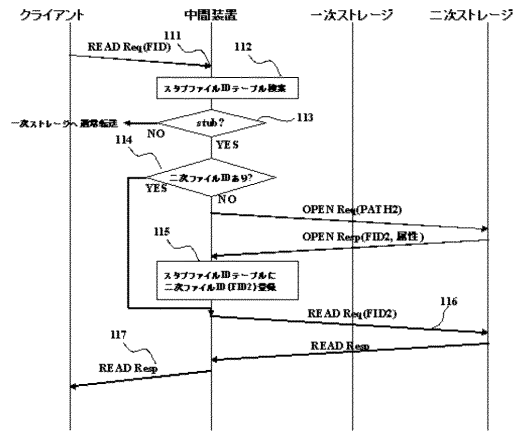 クライアント
中間装置
一次ストレージ
二次ストレージ
READ Req(FID)
111
112
スタブファイルIDテーブル検索
stub?
113
一次ストレージへ通常転送
NO
YES
114
二次ファイルIDあり?
YES
NO
OPEN Req(PATH2)
OPEN Resp(FID2, 属性)
115
スタブファイルIDテーブルに
二次ファイルID(FID2)登録
READ Req(FID2)
116
117
READ Resp
READ Resp